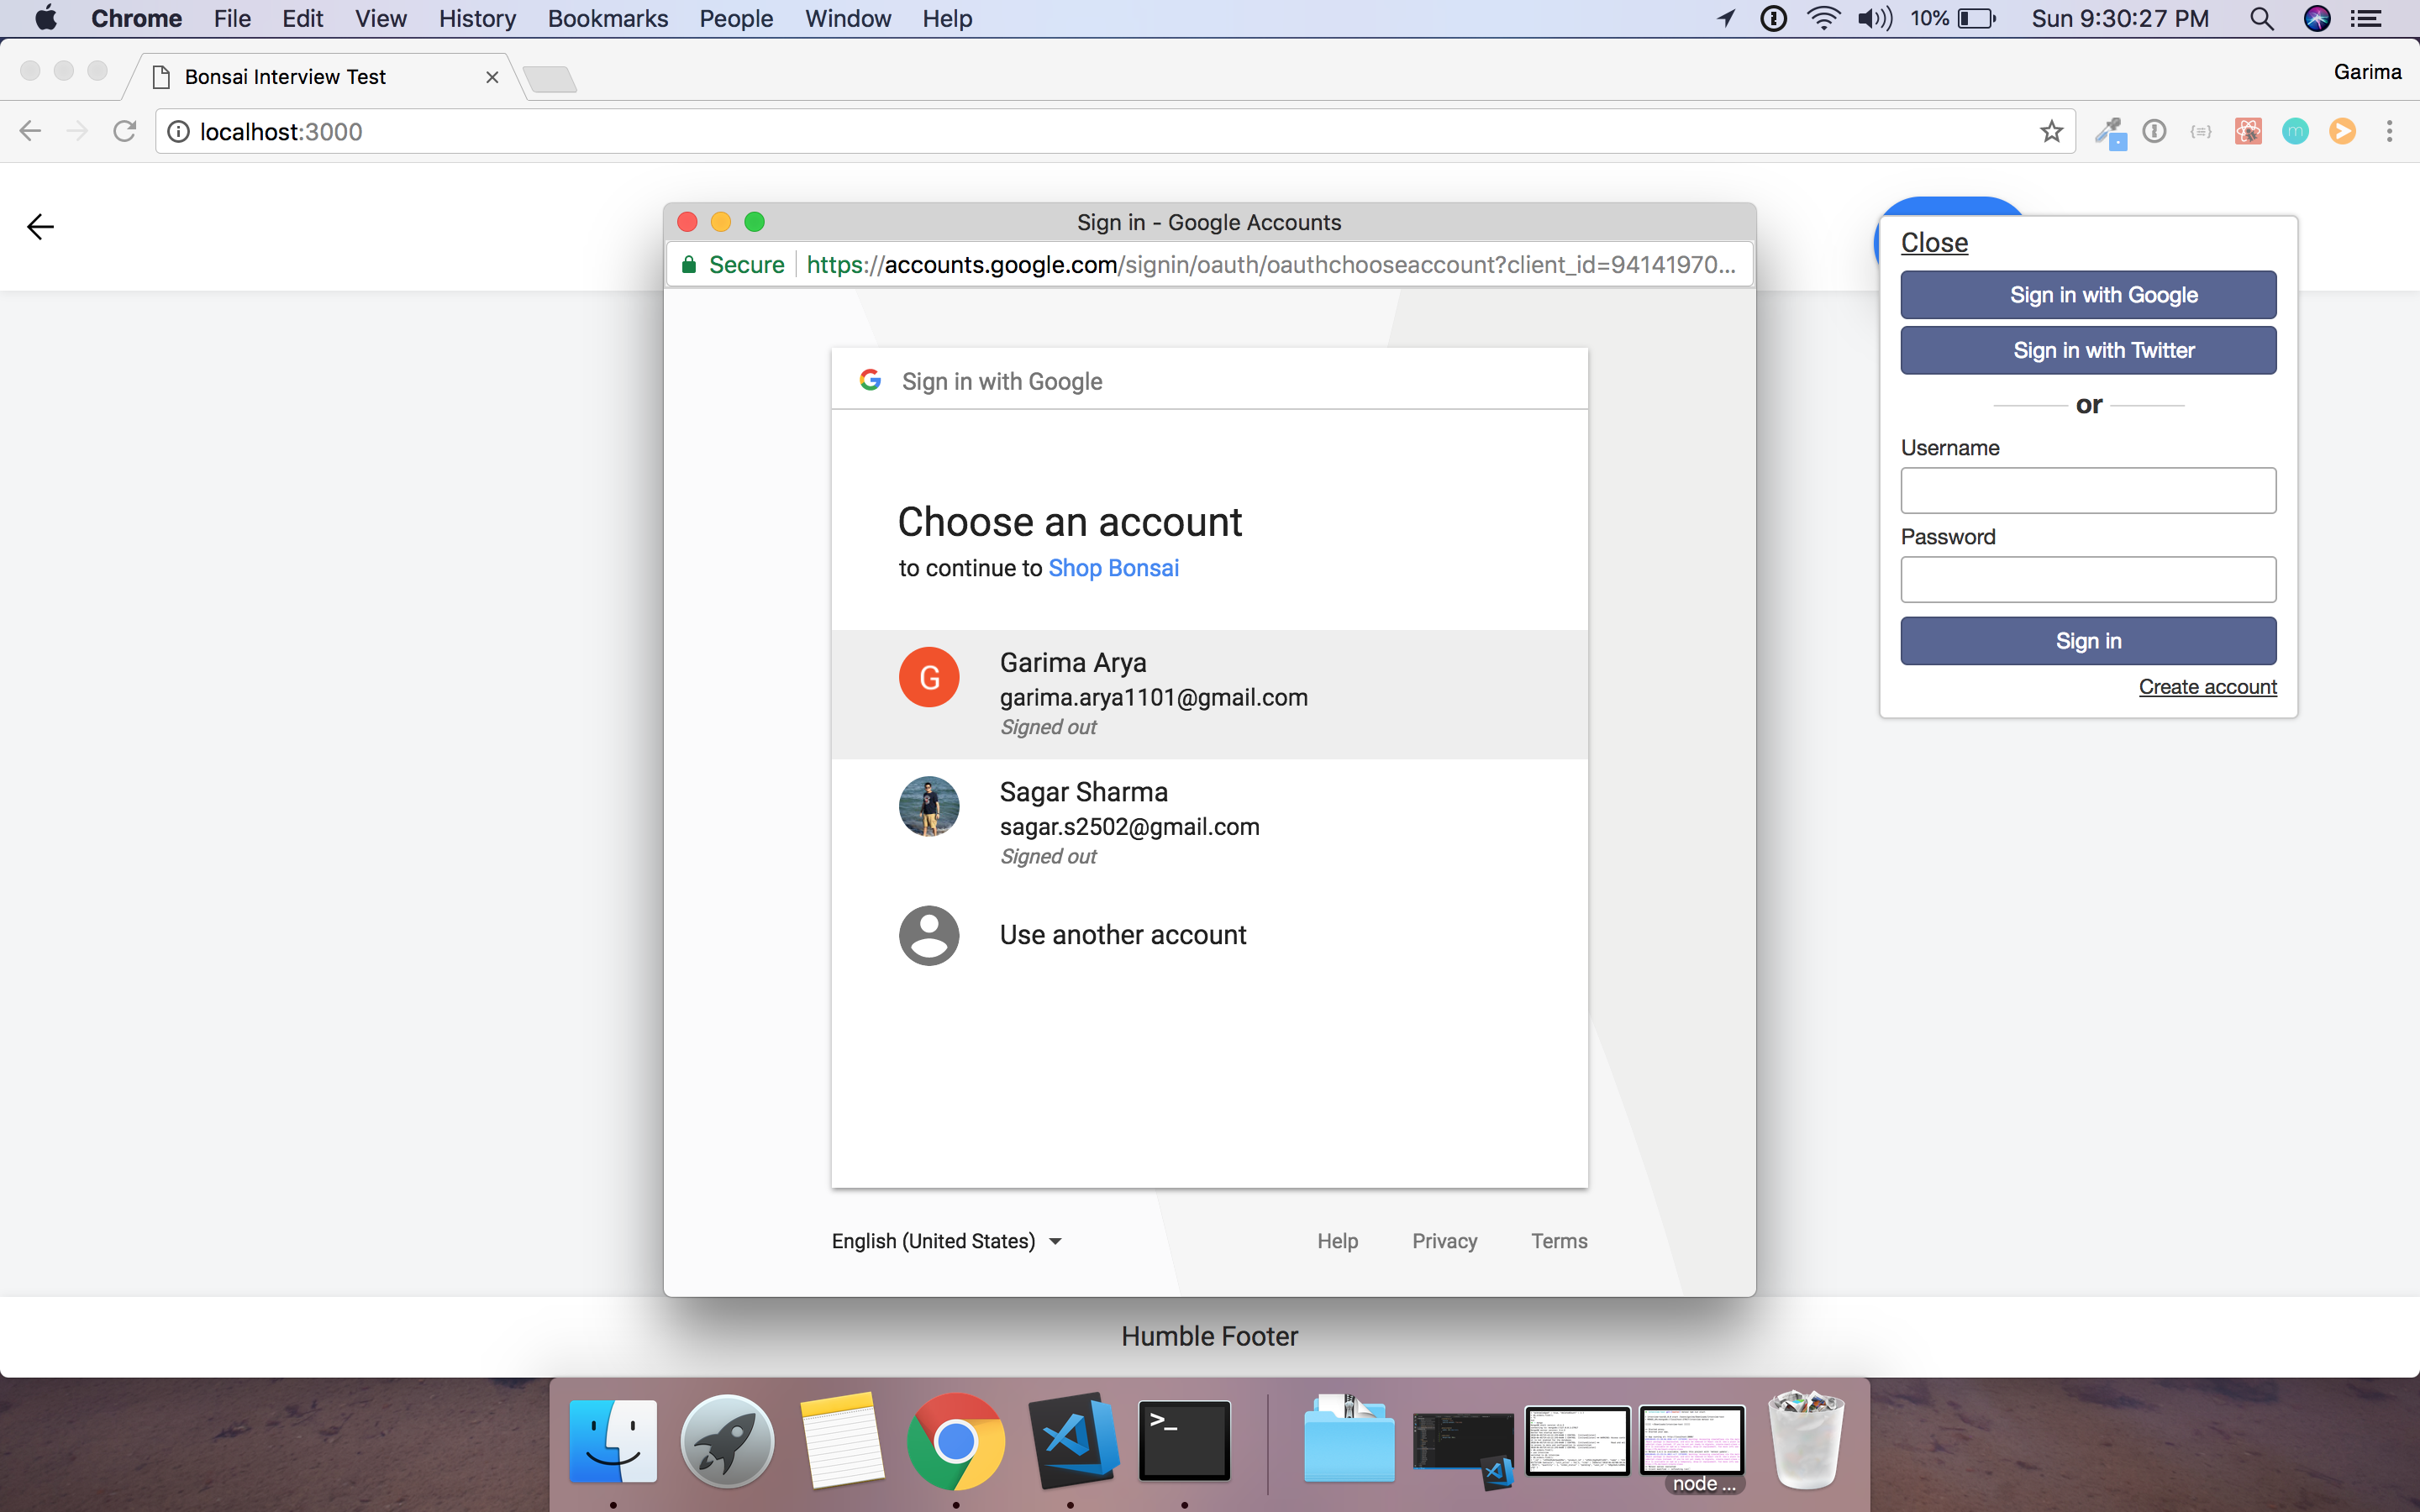 Chrome File Edit View History Bookmarks People Window Help 10% Sun 9:30:27 PM
Bonsai Interview Test
Garima
localhost:3000
Sign in - Google Accounts
Secure https://accounts.google.com/signin/oauth/oauthchooseaccount?client_id=94141970...
Sign in with Google
Choose an account
to continue to Shop Bonsai
G
Garima Arya
garima.arya1101@gmail.com
Signed out
Sagar Sharma
sagar.s2502@gmail.com
Signed out
Use another account
English (United States)
Help Privacy Terms
Close
Sign in with Google
Sign in with Twitter
or
Username
Password
Sign in
Create account
Humble Footer
>_
node ...